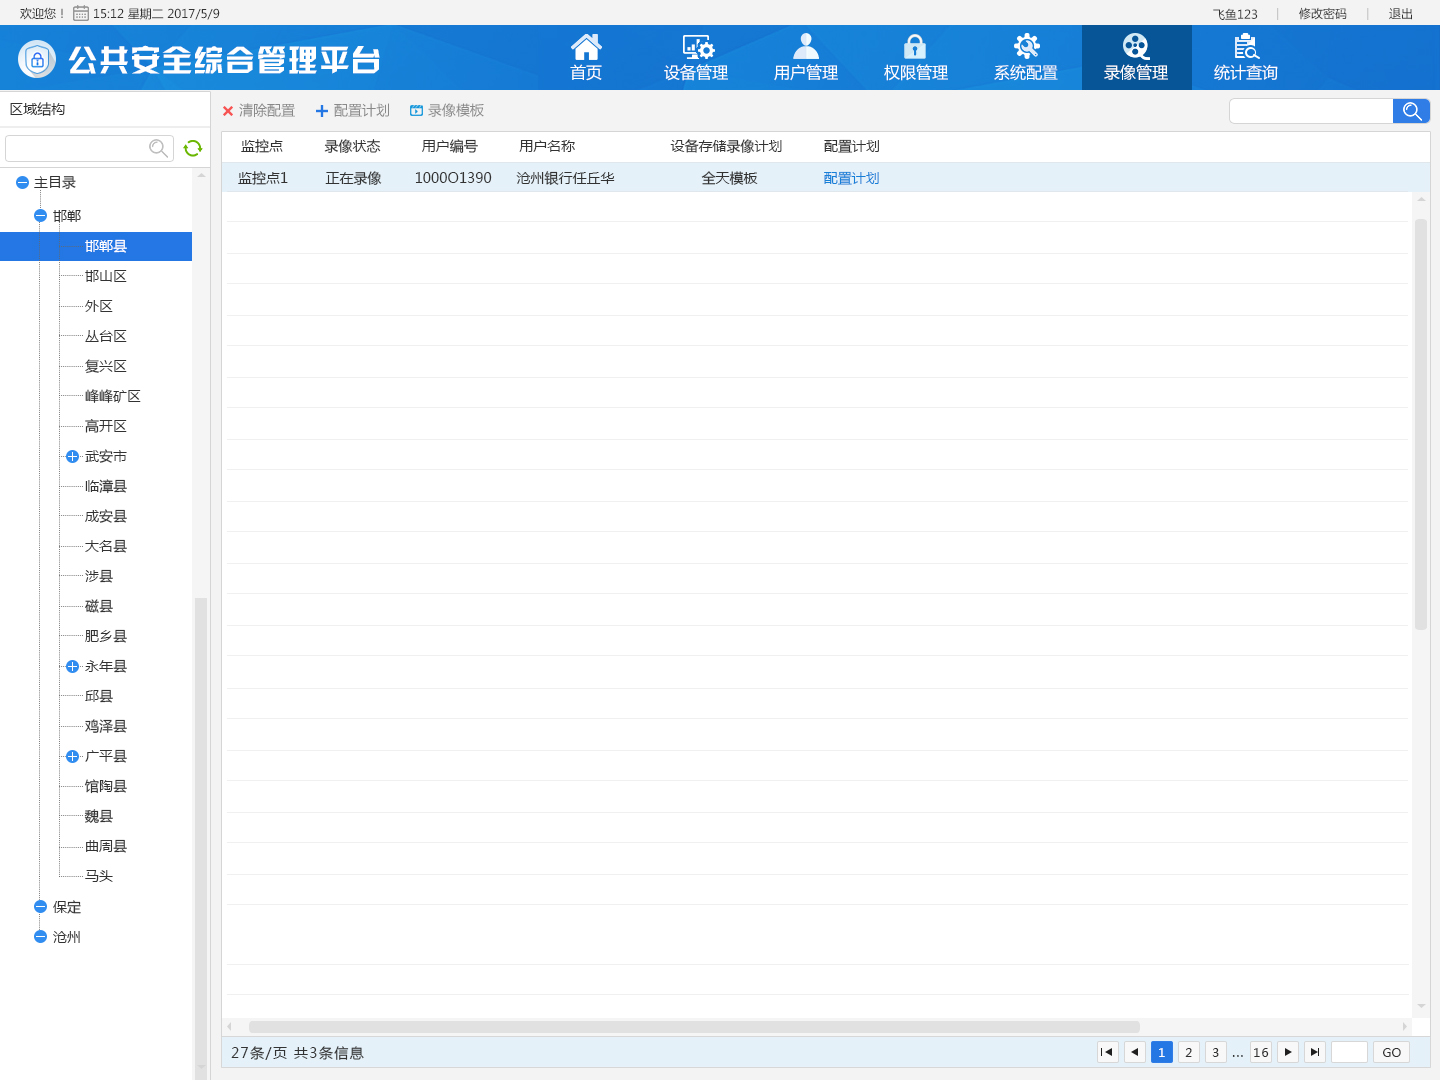 欢迎您！ 15:12 星期二 2017/5/9 飞鱼123 | 修改密码 | 退出
公共安全综合管理平台
首页 设备管理 用户管理 权限管理 系统配置 录像管理 统计查询
区域结构
清除配置 配置计划 录像模板
监控点 录像状态 用户编号 用户名称 设备存储录像计划 配置计划
监控点1 正在录像 1000O1390 沧州银行任丘华 全天模板 配置计划
主目录
邯郸
邯郸县
邯山区
外区
丛台区
复兴区
峰峰矿区
高开区
武安市
临漳县
成安县
大名县
涉县
磁县
肥乡县
永年县
邱县
鸡泽县
广平县
馆陶县
魏县
曲周县
马头
保定
沧州
27条/页 共3条信息
1 2 3 ... 16 GO